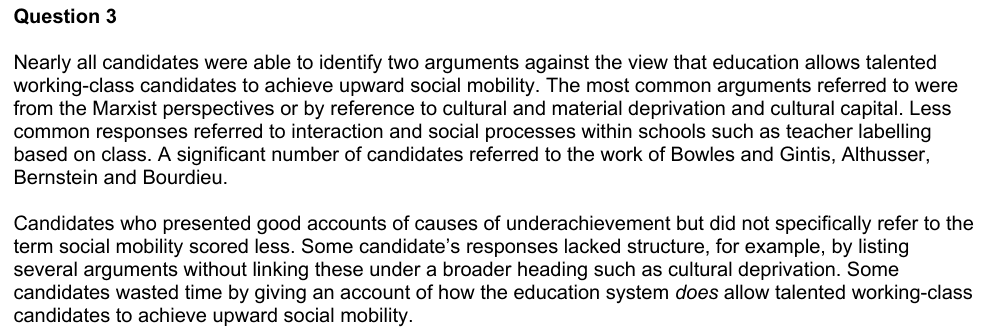 Question 3
Nearly all candidates were able to identify two arguments against the view that education allows talented
working-class candidates to achieve upward social mobility. The most common arguments referred to were
from the Marxist perspectives or by reference to cultural and material deprivation and cultural capital. Less
common responses referred to interaction and social processes within schools such as teacher labelling
based on class. A significant number of candidates referred to the work of Bowles and Gintis, Althusser,
Bernstein and Bourdieu.
Candidates who presented good accounts of causes of underachievement but did not specifically refer to the
term social mobility scored less. Some candidate's responses lacked structure, for example, by listing
several arguments without linking these under a broader heading such as cultural deprivation. Some
candidates wasted time by giving an account of how the education system does allow talented working-class
candidates to achieve upward social mobility.